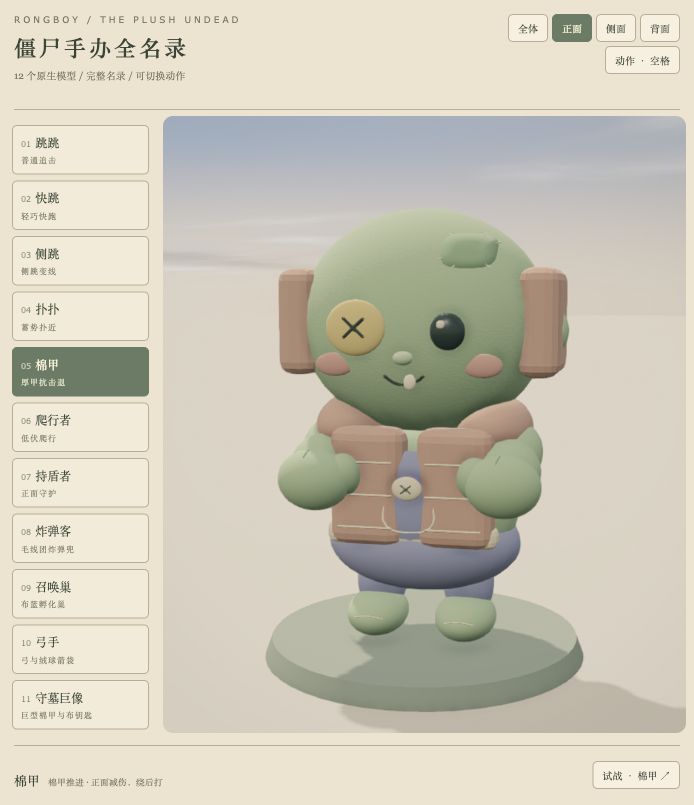 RONGBOY / THE PLUSH UNDEAD
僵尸手办全名录
12 个原生模型 / 完整名录 / 可切换动作
全体
正面
侧面
背面
动作 · 空格
01 跳跳
普通追击
02 快跳
轻巧快跑
03 侧跳
侧跳变线
04 扑扑
蓄势扑近
05 棉甲
厚甲抗击退
06 爬行者
低伏爬行
07 持盾者
正面守护
08 炸弹客
毛线团炸弹兜
09 召唤巢
布篮孵化巢
10 弓手
弓与绒球箭袋
11 守墓巨像
巨型棉甲与布钥匙
棉甲 棉甲推进 · 正面减伤，绕后打
试战 · 棉甲 ↗